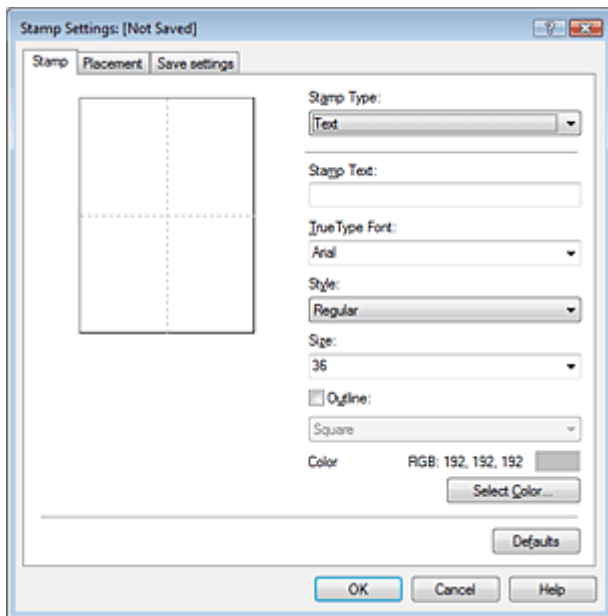 Stamp Settings: [Not Saved]
Stamp Placement Save settings
Stamp Type:
Text
Stamp Text:
TrueType Font:
Arial
Style:
Regular
Size:
36
Outline:
Square
Color RGB: 192, 192, 192
Select Color...
Defaults
OK Cancel Help